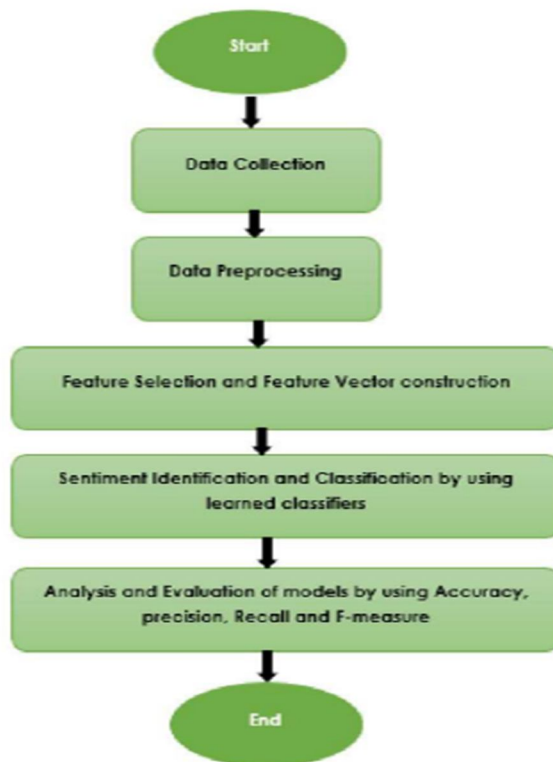 Start
Data Collection
Data Preprocessing
Feature Selection and Feature Vector construction
Sentiment Identification and Classification by using
learned classifiers
Analysis and Evaluation of models by using Accuracy,
precision, Recall and F-measure
End